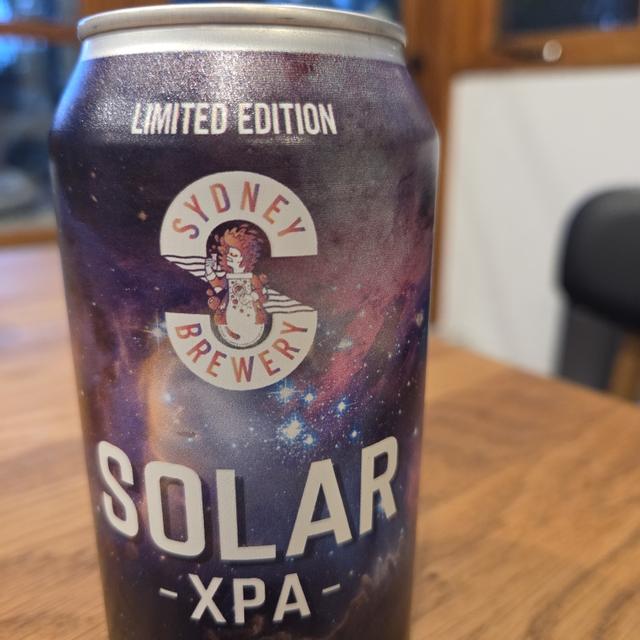 LIMITED EDITION
SYDNEY
BREWERY
SOLAR
-XPA-